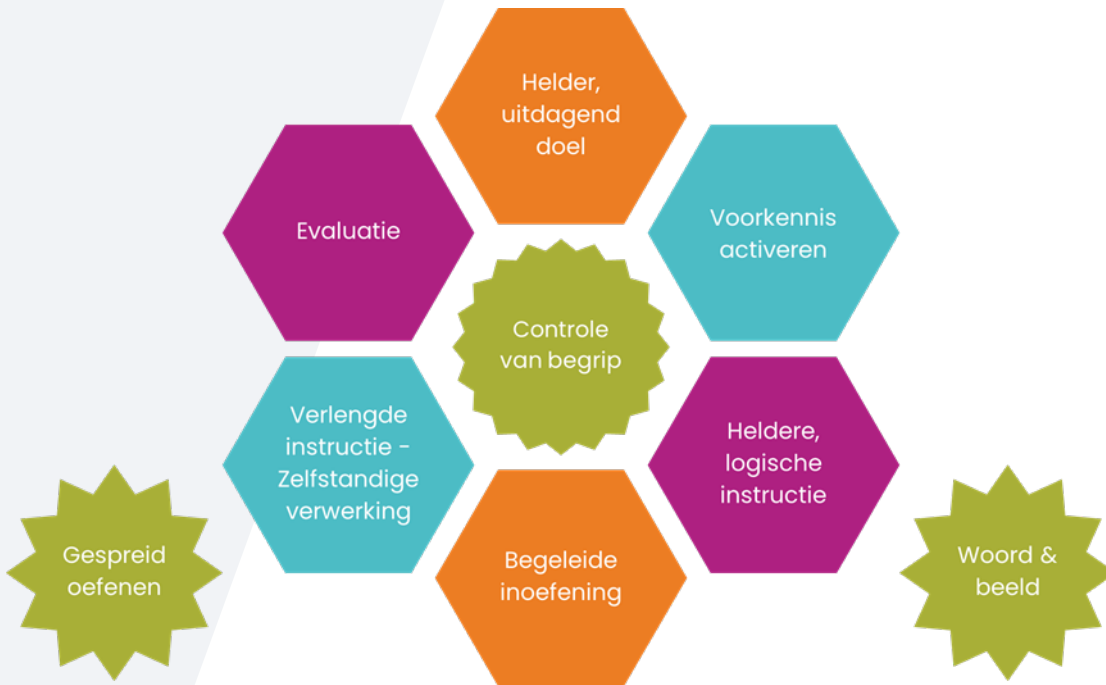 Helder,
uitdagend
doel
Voorkennis
activeren
Heldere,
logische
instructie
Begeleide
inoefening
Verlengde
instructie -
Zelfstandige
verwerking
Evaluatie
Controle
van begrip
Gespreid
oefenen
Woord &
beeld